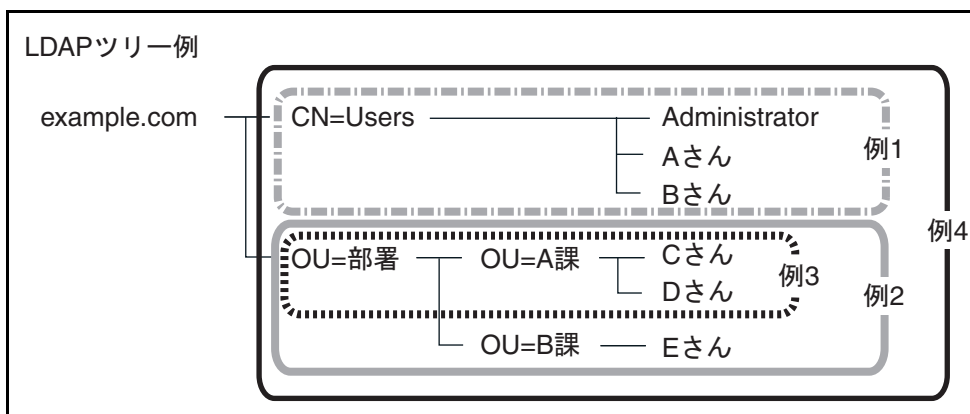 LDAPツリー例
example.com
CN=Users
Administrator
Aさん
Bさん
例1
OU=部署
OU=A課
Cさん
Dさん
例3
OU=B課
Eさん
例2
例4